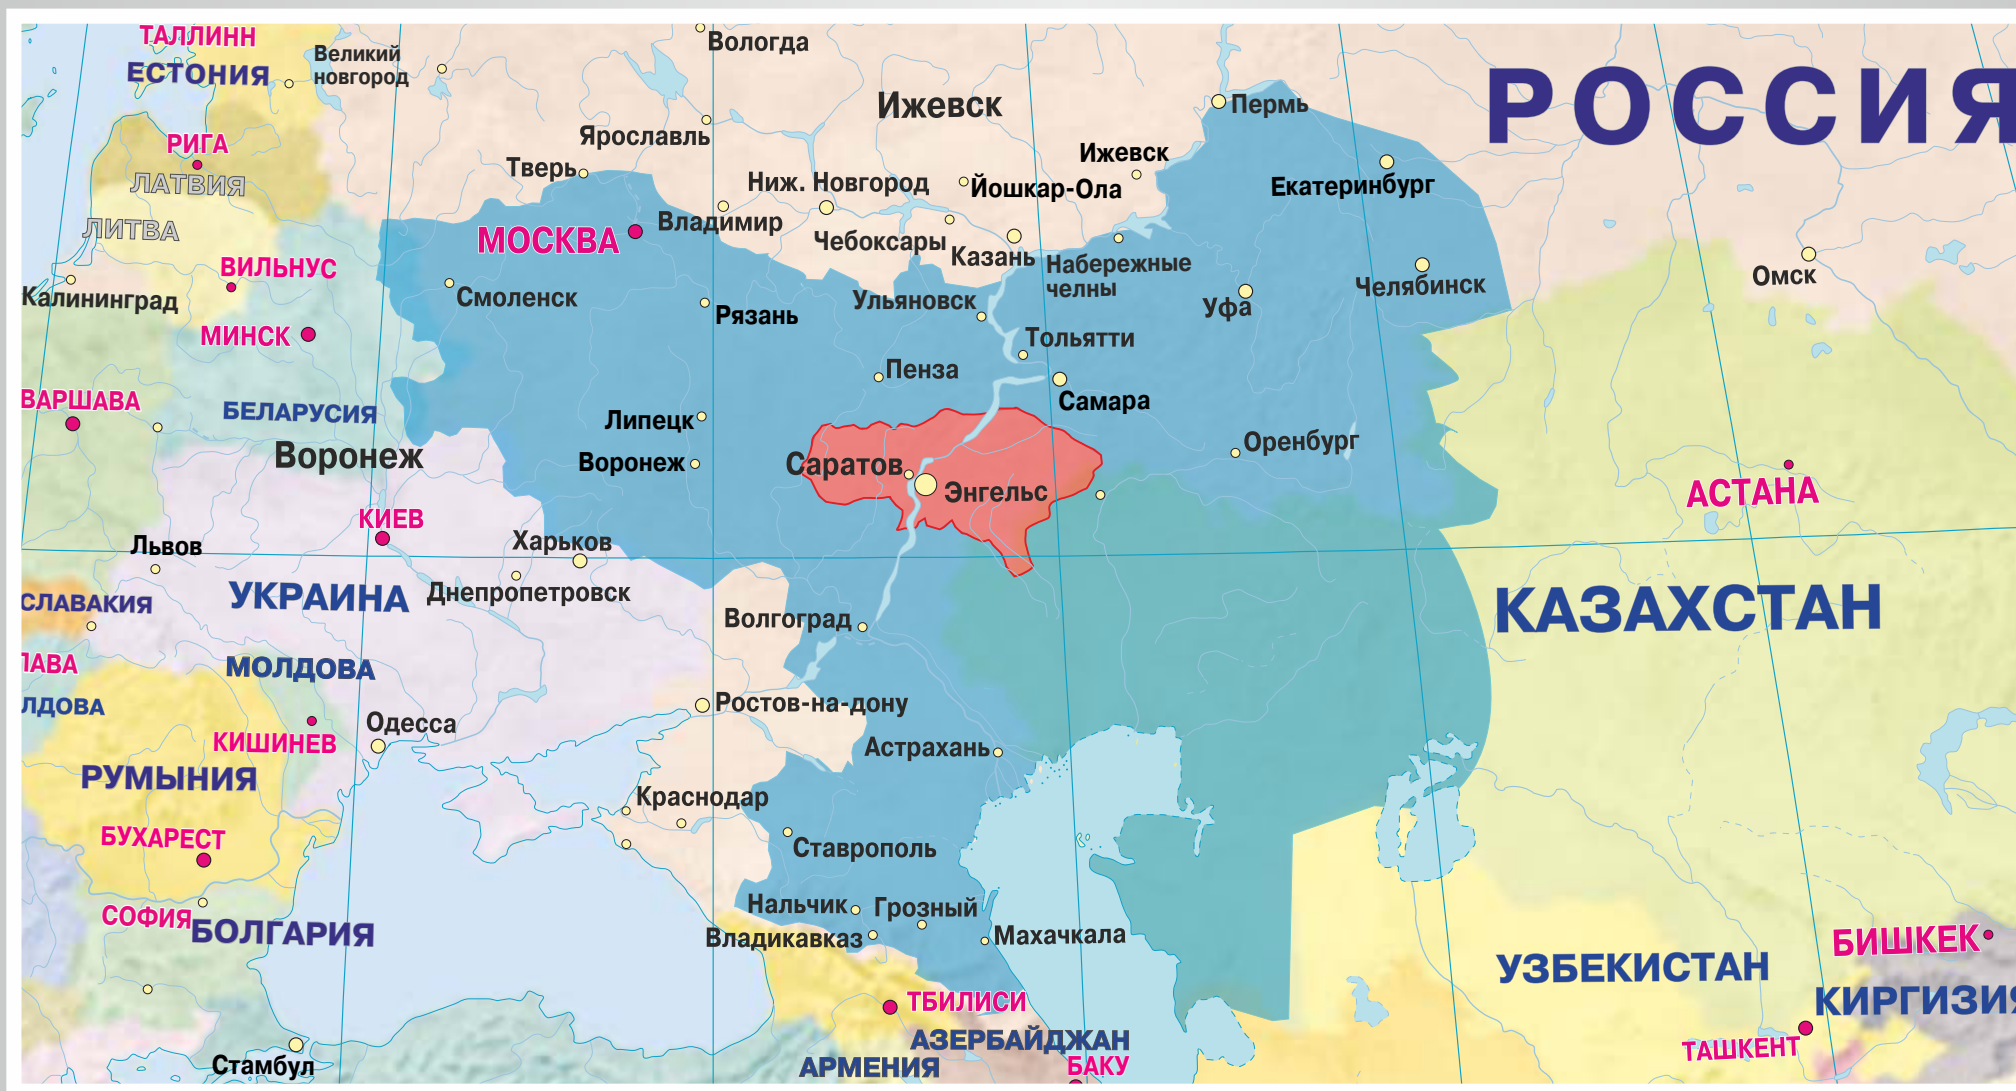 ТАЛЛИНН
ЕСТОНИЯ
Великий
новгород
Вологда
Ижевск
РОССИЯ
Пермь
Ярославль
РИГА
ЛАТВИЯ
Тверь
Ниж. Новгород
Ижевск
Йошкар-Ола
Екатеринбург
ЛИТВА
МОСКВА
Владимир
Чебоксары
Казань
Набережные
челны
ВИЛЬНУС
Калининград
Смоленск
Рязань
Ульяновск
Уфа
Челябинск
Омск
МИНСК
Тольятти
Пенза
ВАРШАВА
БЕЛАРУСИЯ
Липецк
Самара
Воронеж
Воронеж
Саратов
Энгельс
Оренбург
АСТАНА
КИЕВ
Львов
Харьков
СЛАВАКИЯ
УКРАИНА
Днепропетровск
Волгоград
КАЗАХСТАН
ЛАВА
МОЛДОВА
ЛДОВА
Одесса
Ростов-на-дону
КИШИНЕВ
Астрахань
РУМЫНИЯ
Краснодар
БУХАРЕСТ
Ставрополь
СОФИЯ
БОЛГАРИЯ
Нальчик
Грозный
Владикавказ
Махачкала
БИШКЕК
УЗБЕКИСТАН
КИРГИЗИЯ
ТБИЛИСИ
АЗЕРБАЙДЖАН
ТАШКЕНТ
Стамбул
АРМЕНИЯ
БАКУ